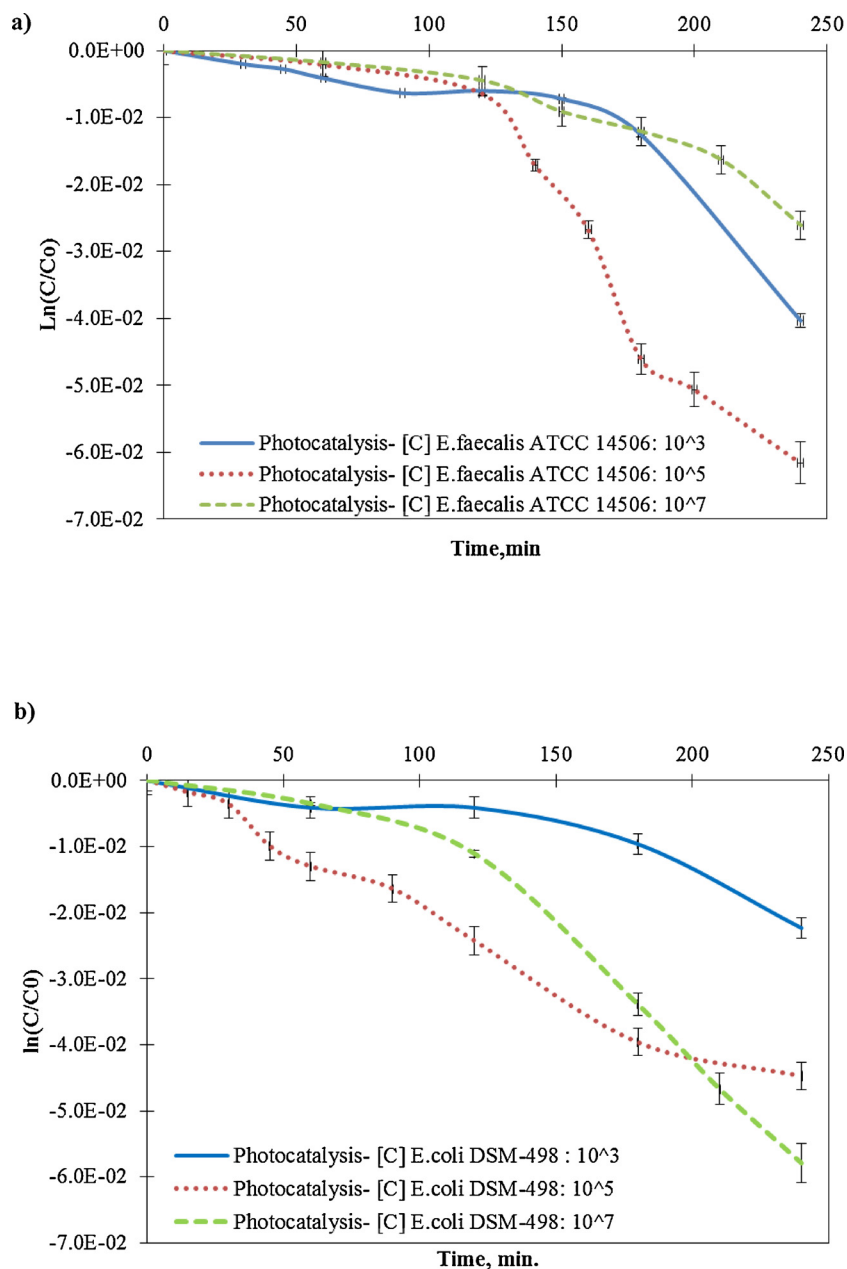 a)
0 50 100 150 200 250
0.0E+00
-1.0E-02
-2.0E-02
-3.0E-02
-4.0E-02
-5.0E-02
-6.0E-02
-7.0E-02
Ln(C/Co)
Photocatalysis- [C] E.faecalis ATCC 14506: 10^3
Photocatalysis- [C] E.faecalis ATCC 14506: 10^5
Photocatalysis- [C] E.faecalis ATCC 14506: 10^7
Time,min
b)
0 50 100 150 200 250
0.0E+00
-1.0E-02
-2.0E-02
-3.0E-02
-4.0E-02
-5.0E-02
-6.0E-02
-7.0E-02
ln(C/C0)
Photocatalysis- [C] E.coli DSM-498 : 10^3
Photocatalysis- [C] E.coli DSM-498: 10^5
Photocatalysis- [C] E.coli DSM-498: 10^7
Time, min.